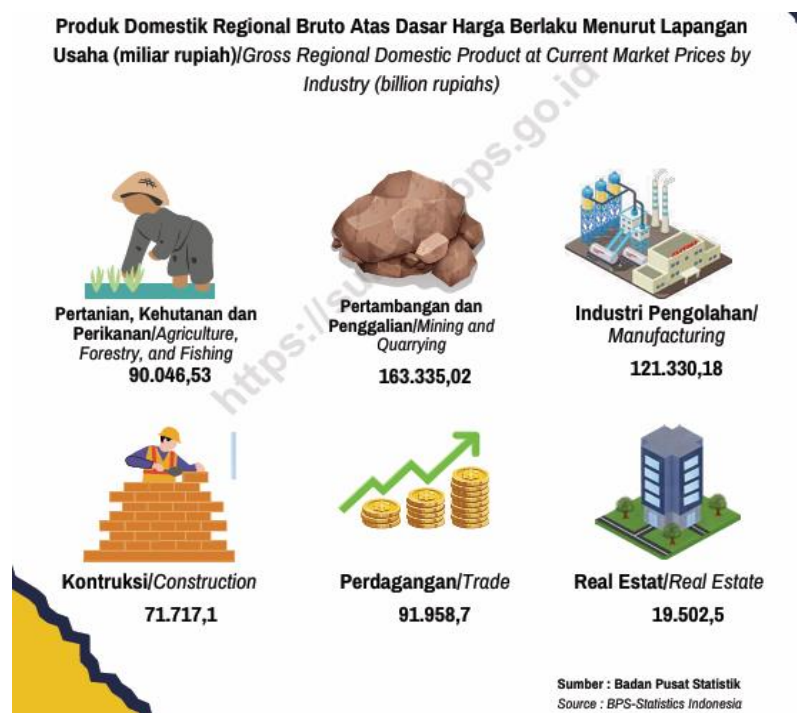 Produk Domestik Regional Bruto Atas Dasar Harga Berlaku Menurut Lapangan
Usaha (miliar rupiah)/Gross Regional Domestic Product at Current Market Prices by
Industry (billion rupiahs)
Pertanian, Kehutanan dan
Perikanan/Agriculture,
Forestry, and Fishing
90.046,53
Pertambangan dan
Penggalian/Mining and
Quarrying
163.335,02
Industri Pengolahan/
Manufacturing
121.330,18
Kontruksi/Construction
71.717,1
Perdagangan/Trade
91.958,7
Real Estat/Real Estate
19.502,5
Sumber : Badan Pusat Statistik
Source : BPS-Statistics Indonesia